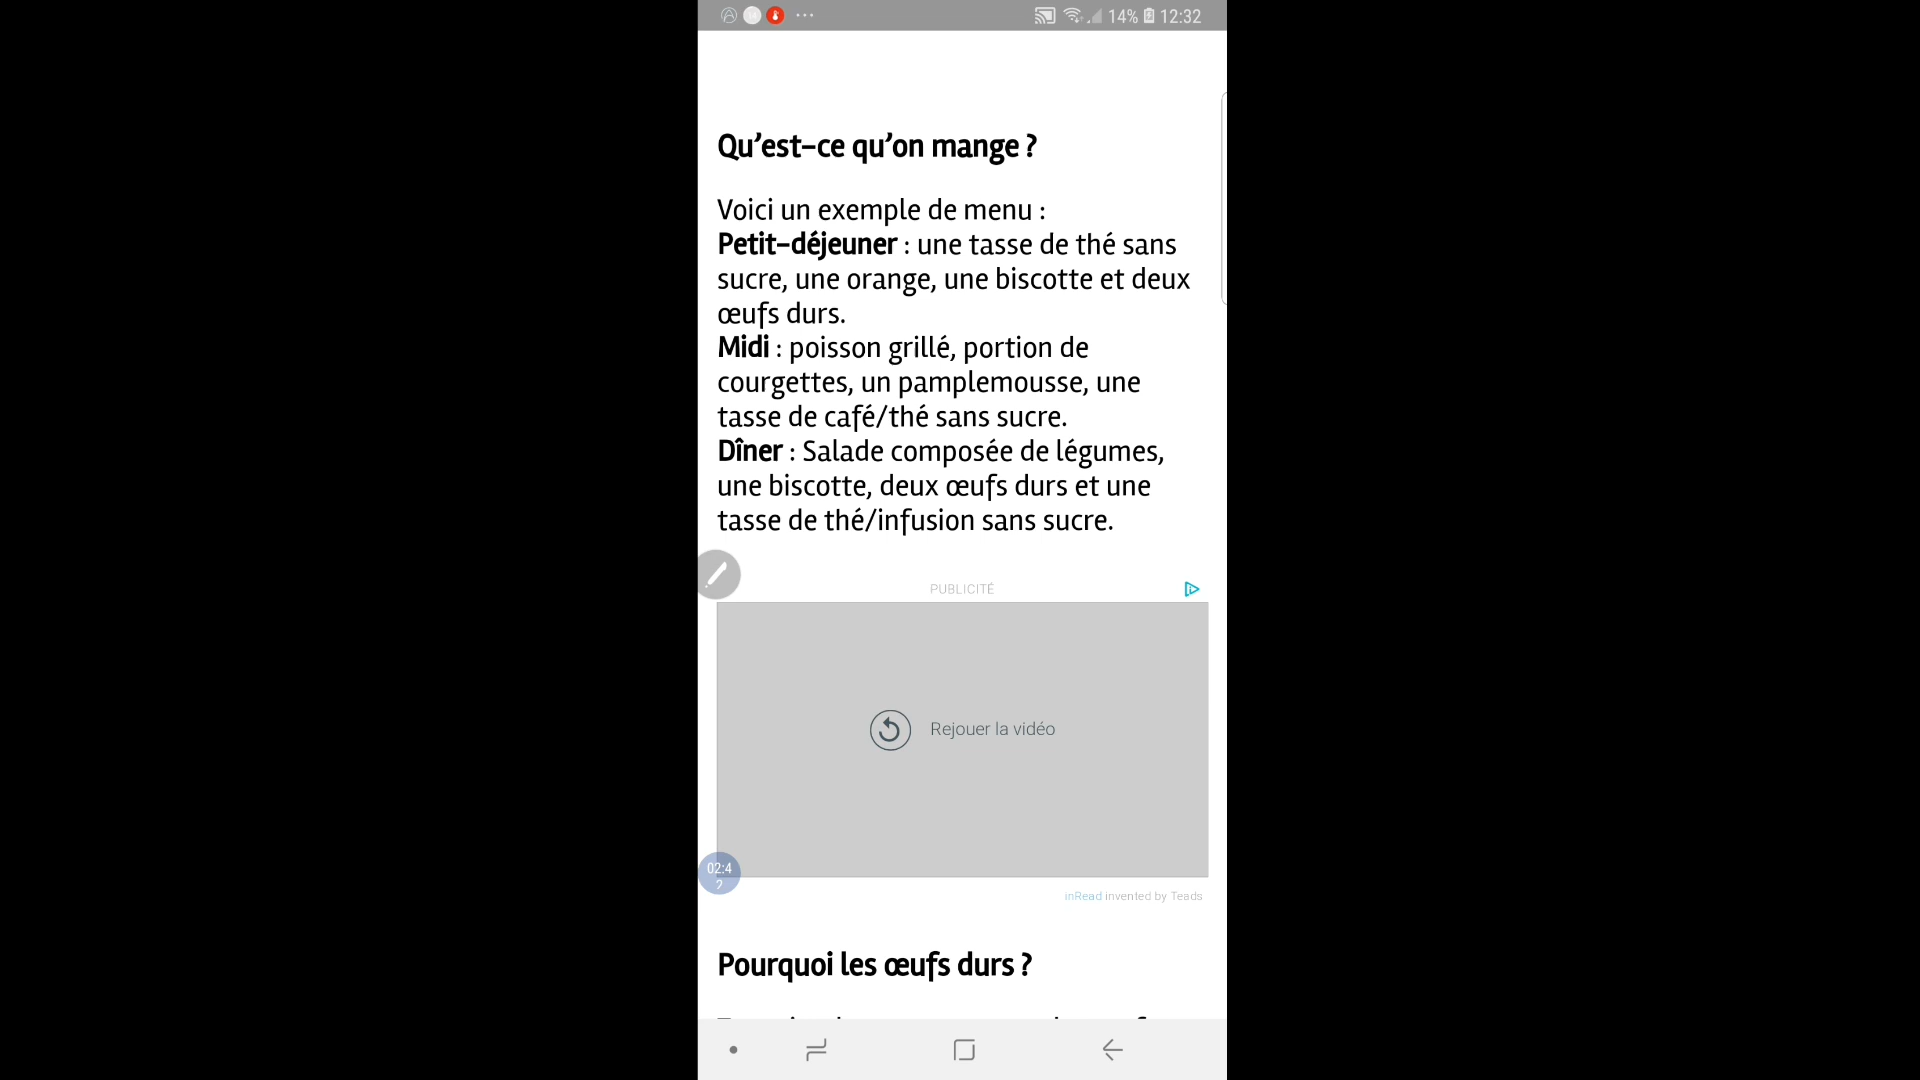 14% 12:32
Qu’est-ce qu’on mange ?
Voici un exemple de menu :
Petit-déjeuner : une tasse de thé sans
sucre, une orange, une biscotte et deux
œufs durs.
Midi : poisson grillé, portion de
courgettes, un pamplemousse, une
tasse de café/thé sans sucre.
Dîner : Salade composée de légumes,
une biscotte, deux œufs durs et une
tasse de thé/infusion sans sucre.
PUBLICITÉ
Rejouer la vidéo
02:4
2
inRead invented by Teads
Pourquoi les œufs durs ?